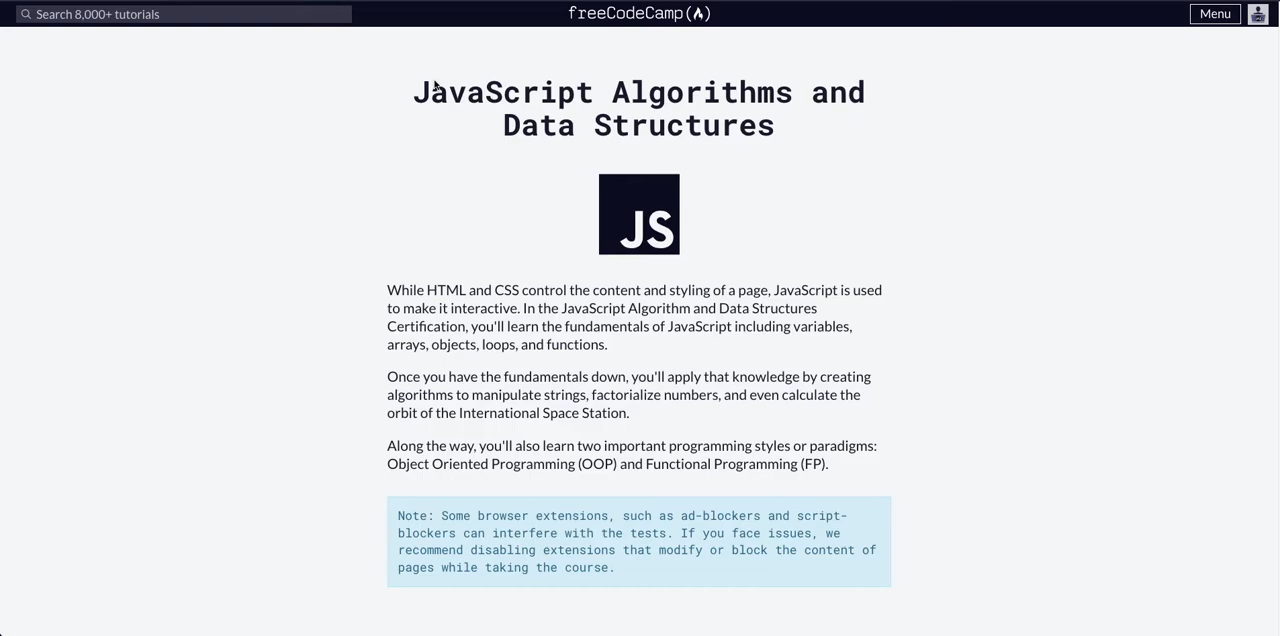 Search 8,000+ tutorials
freeCodeCamp(🔥)
Menu
JavaScript Algorithms and
Data Structures
JS
While HTML and CSS control the content and styling of a page, JavaScript is used
to make it interactive. In the JavaScript Algorithm and Data Structures
Certification, you'll learn the fundamentals of JavaScript including variables,
arrays, objects, loops, and functions.
Once you have the fundamentals down, you'll apply that knowledge by creating
algorithms to manipulate strings, factorialize numbers, and even calculate the
orbit of the International Space Station.
Along the way, you'll also learn two important programming styles or paradigms:
Object Oriented Programming (OOP) and Functional Programming (FP).
Note: Some browser extensions, such as ad-blockers and script-
blockers can interfere with the tests. If you face issues, we
recommend disabling extensions that modify or block the content of
pages while taking the course.